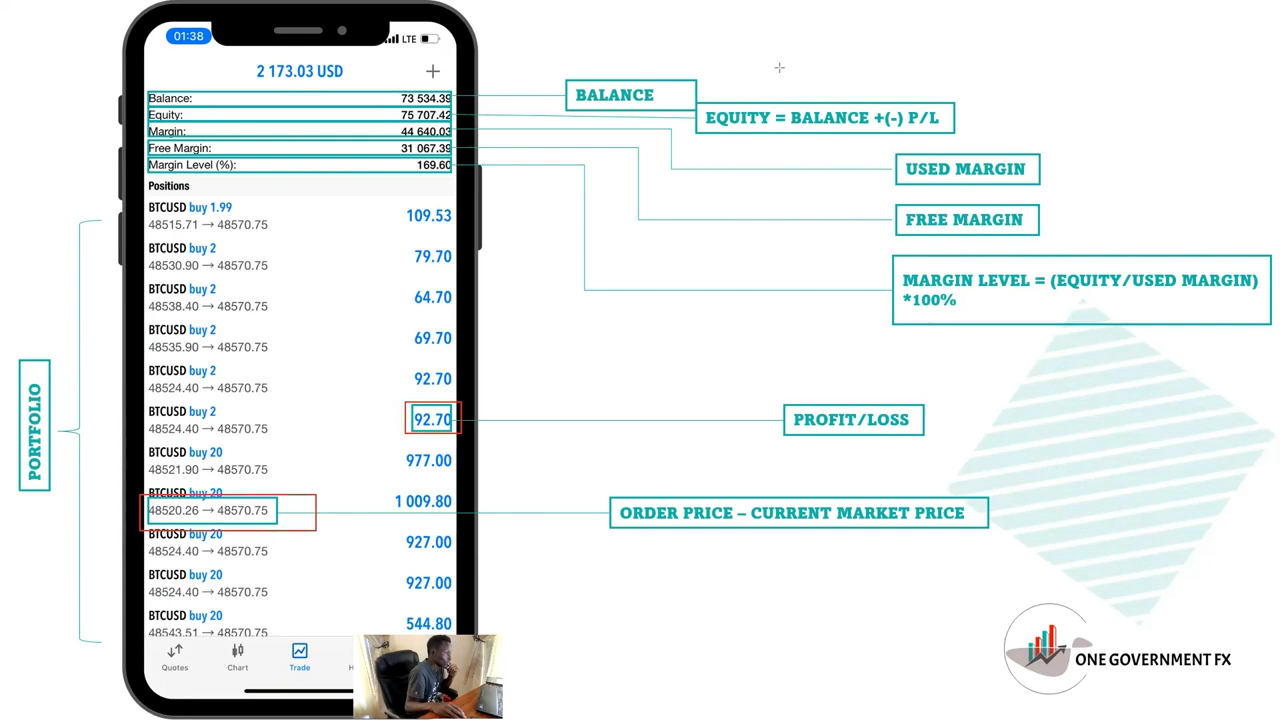 01:38
LTE
2 173.03 USD
Balance: 73 534.39
Equity: 75 707.42
Margin: 44 640.03
Free Margin: 31 067.39
Margin Level (%): 169.60
Positions
BTCUSD buy 1.99 109.53
48515.71 → 48570.75
BTCUSD buy 2 79.70
48530.90 → 48570.75
BTCUSD buy 2 64.70
48538.40 → 48570.75
BTCUSD buy 2 69.70
48535.90 → 48570.75
BTCUSD buy 2 92.70
48524.40 → 48570.75
BTCUSD buy 2 92.70
48524.40 → 48570.75
BTCUSD buy 20 977.00
48521.90 → 48570.75
BTCUSD buy 20 1 009.80
48520.26 → 48570.75
BTCUSD buy 20 927.00
48524.40 → 48570.75
BTCUSD buy 20 927.00
48524.40 → 48570.75
BTCUSD buy 20 544.80
48543.51 → 48570.75
Quotes
Chart
Trade
H
PORTFOLIO
BALANCE
EQUITY = BALANCE +(-) P/L
USED MARGIN
FREE MARGIN
MARGIN LEVEL = (EQUITY/USED MARGIN)
*100%
PROFIT/LOSS
ORDER PRICE – CURRENT MARKET PRICE
ONE GOVERNMENT FX